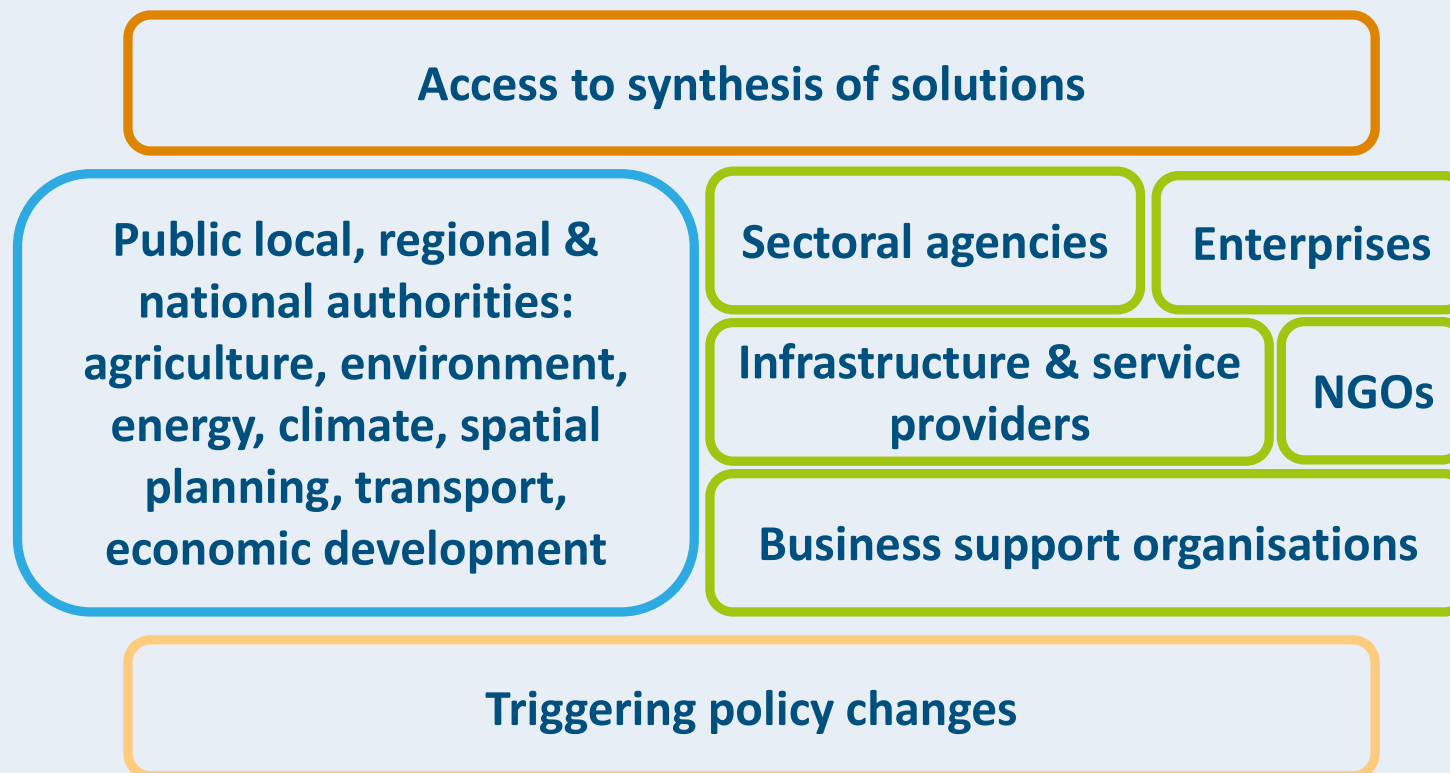 Access to synthesis of solutions
Public local, regional &
national authorities:
agriculture, environment,
energy, climate, spatial
planning, transport,
economic development
Sectoral agencies
Enterprises
Infrastructure & service
providers
NGOs
Business support organisations
Triggering policy changes